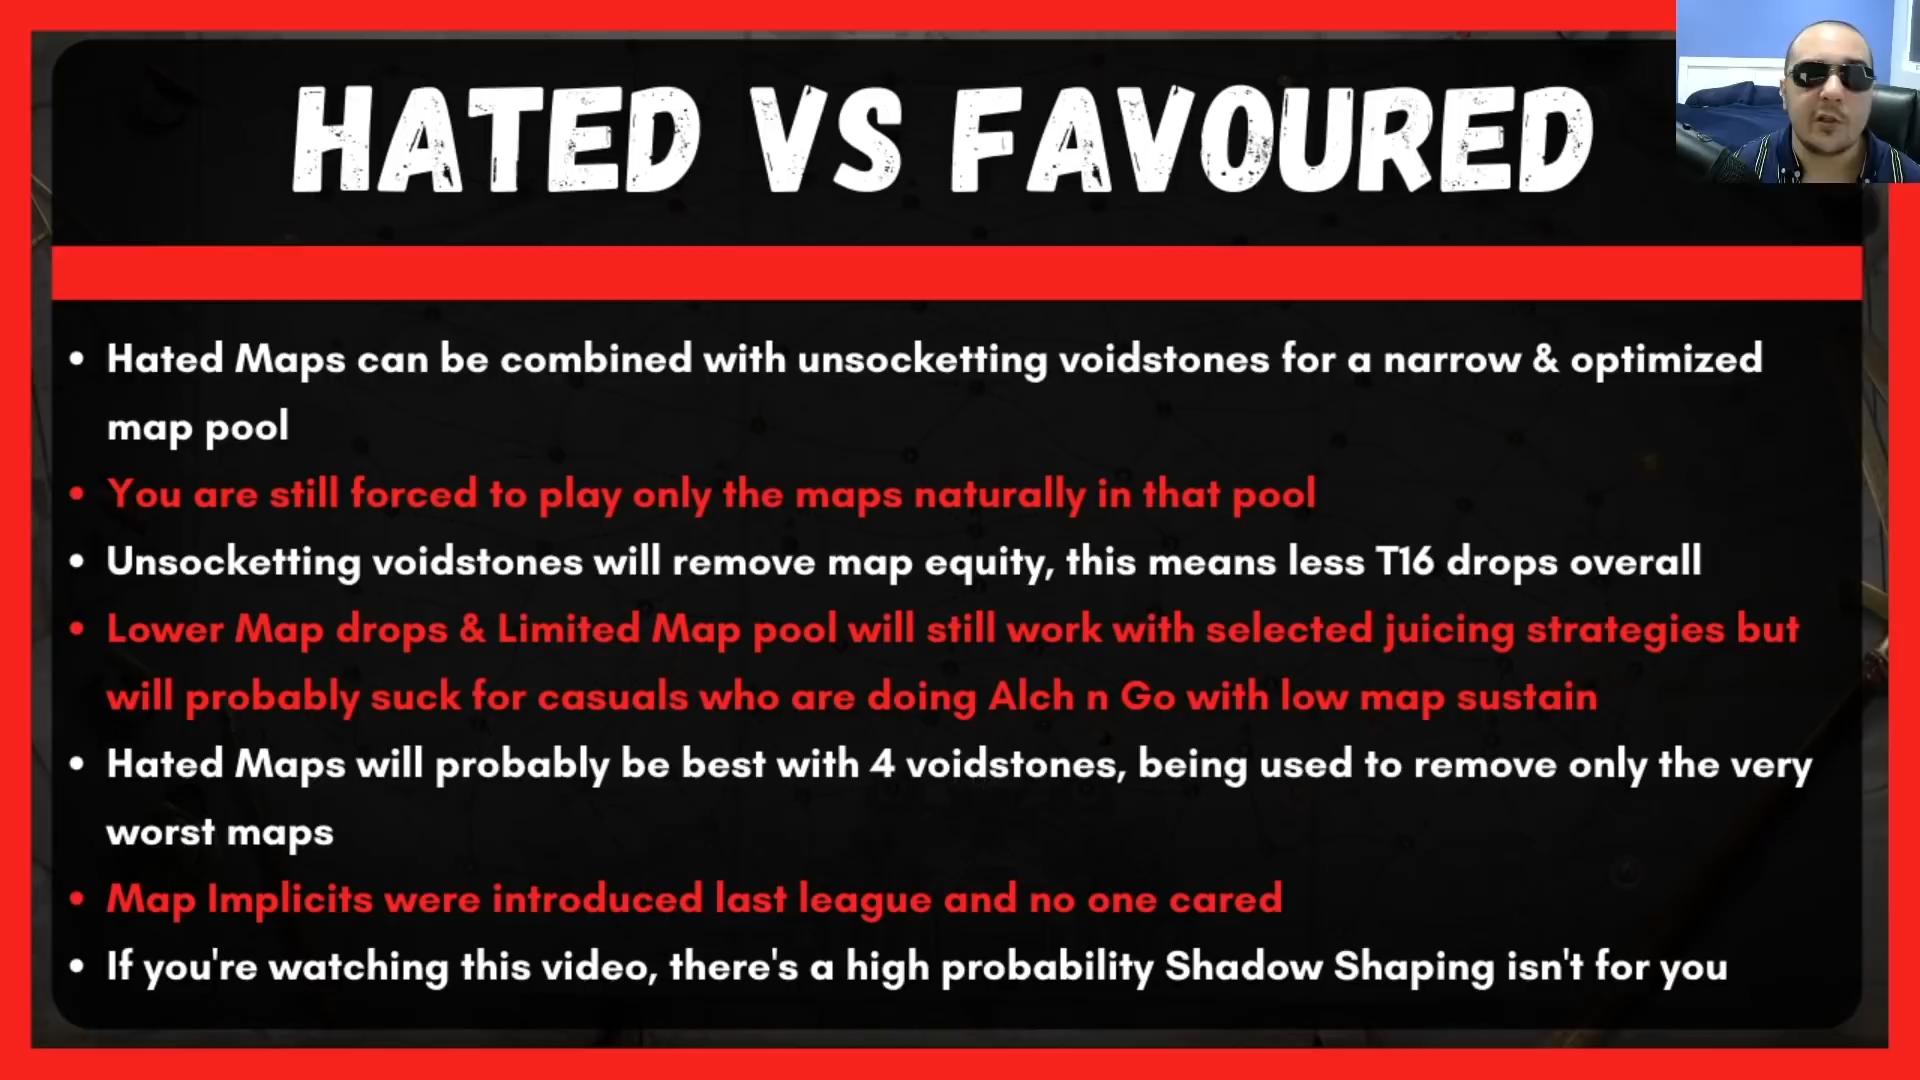 HATED VS FAVOURED
• Hated Maps can be combined with unsocketting voidstones for a narrow & optimized
map pool
• You are still forced to play only the maps naturally in that pool
• Unsocketting voidstones will remove map equity, this means less T16 drops overall
• Lower Map drops & Limited Map pool will still work with selected juicing strategies but
will probably suck for casuals who are doing Alch n Go with low map sustain
• Hated Maps will probably be best with 4 voidstones, being used to remove only the very
worst maps
• Map Implicits were introduced last league and no one cared
• If you're watching this video, there's a high probability Shadow Shaping isn't for you